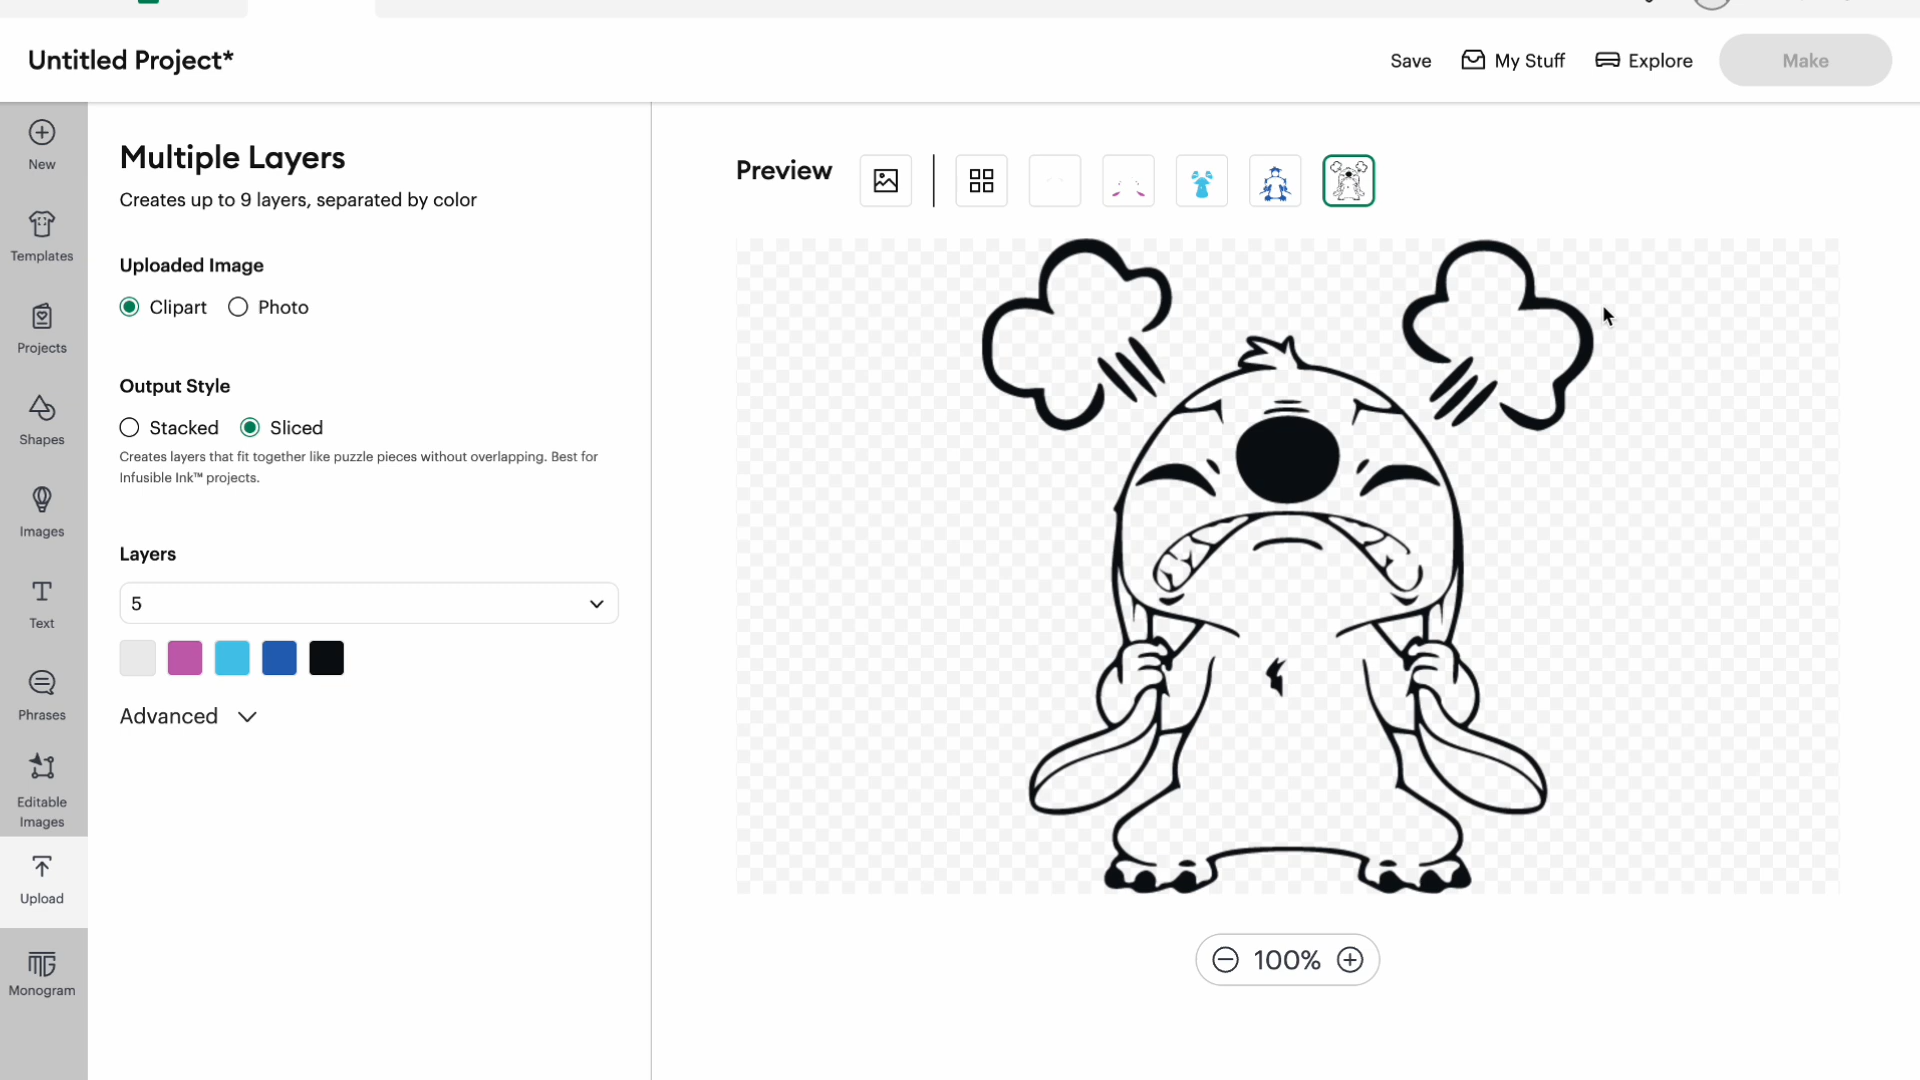 Untitled Project*
Save
My Stuff
Explore
Make
New
Templates
Projects
Shapes
Images
Text
Phrases
Editable
Images
Upload
Monogram
Multiple Layers
Creates up to 9 layers, separated by color
Uploaded Image
Clipart
Photo
Output Style
Stacked
Sliced
Creates layers that fit together like puzzle pieces without overlapping. Best for
Infusible Ink™ projects.
Layers
5
Advanced
Preview
100%